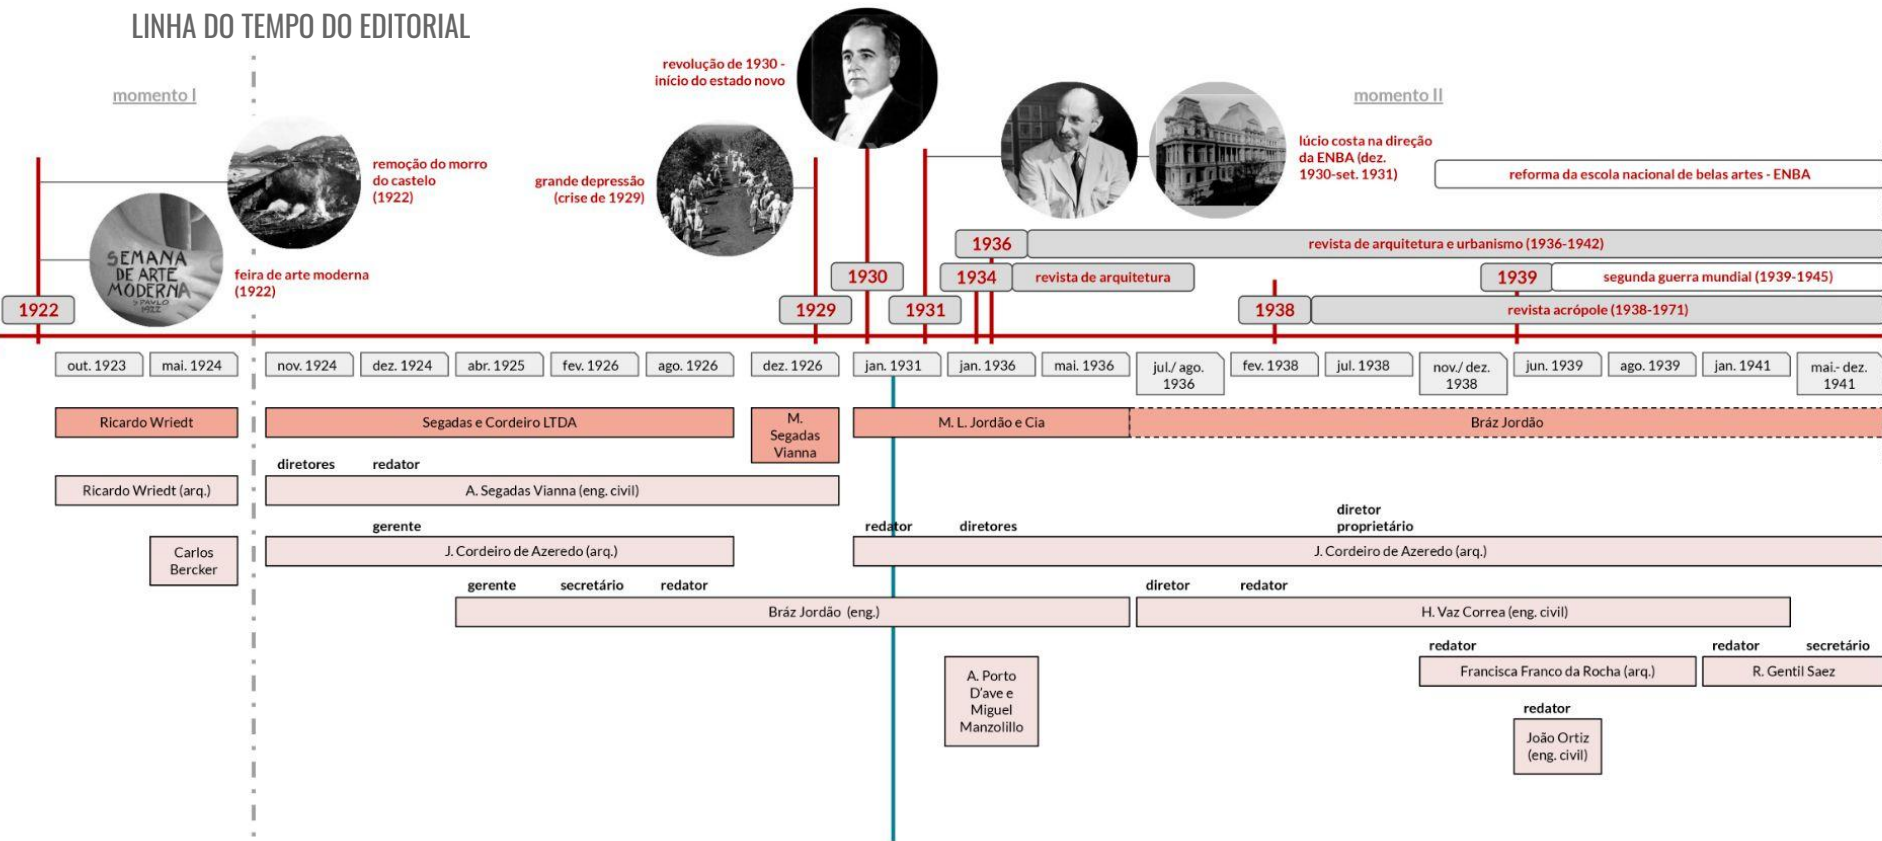 LINHA DO TEMPO DO EDITORIAL
momento I
momento II
revolução de 1930 -
início do estado novo
remoção do morro
do castelo
(1922)
grande depressão
(crise de 1929)
lúcio costa na direção
da ENBA (dez.
1930-set. 1931)
reforma da escola nacional de belas artes - ENBA
SEMANA
DE ARTE
MODERNA
S. PAULO
1922
feira de arte moderna
(1922)
1936
revista de arquitetura e urbanismo (1936-1942)
1930
1934
revista de arquitetura
1939
segunda guerra mundial (1939-1945)
1922
1929
1931
1938
revista acrópole (1938-1971)
out. 1923
mai. 1924
nov. 1924
dez. 1924
abr. 1925
fev. 1926
ago. 1926
dez. 1926
jan. 1931
jan. 1936
mai. 1936
jul./ ago.
1936
fev. 1938
jul. 1938
nov./ dez.
1938
jun. 1939
ago. 1939
jan. 1941
mai.- dez.
1941
Ricardo Wriedt
Segadas e Cordeiro LTDA
M.
Segadas
Vianna
M. L. Jordão e Cia
Bráz Jordão
diretores
redator
Ricardo Wriedt (arq.)
A. Segadas Vianna (eng. civil)
gerente
redator
diretores
diretor
proprietário
Carlos
Bercker
J. Cordeiro de Azeredo (arq.)
J. Cordeiro de Azeredo (arq.)
gerente
secretário
redator
diretor
redator
Bráz Jordão (eng.)
H. Vaz Correa (eng. civil)
redator
redator
secretário
A. Porto
D'ave e
Miguel
Manzolillo
Francisca Franco da Rocha (arq.)
R. Gentil Saez
redator
João Ortiz
(eng. civil)